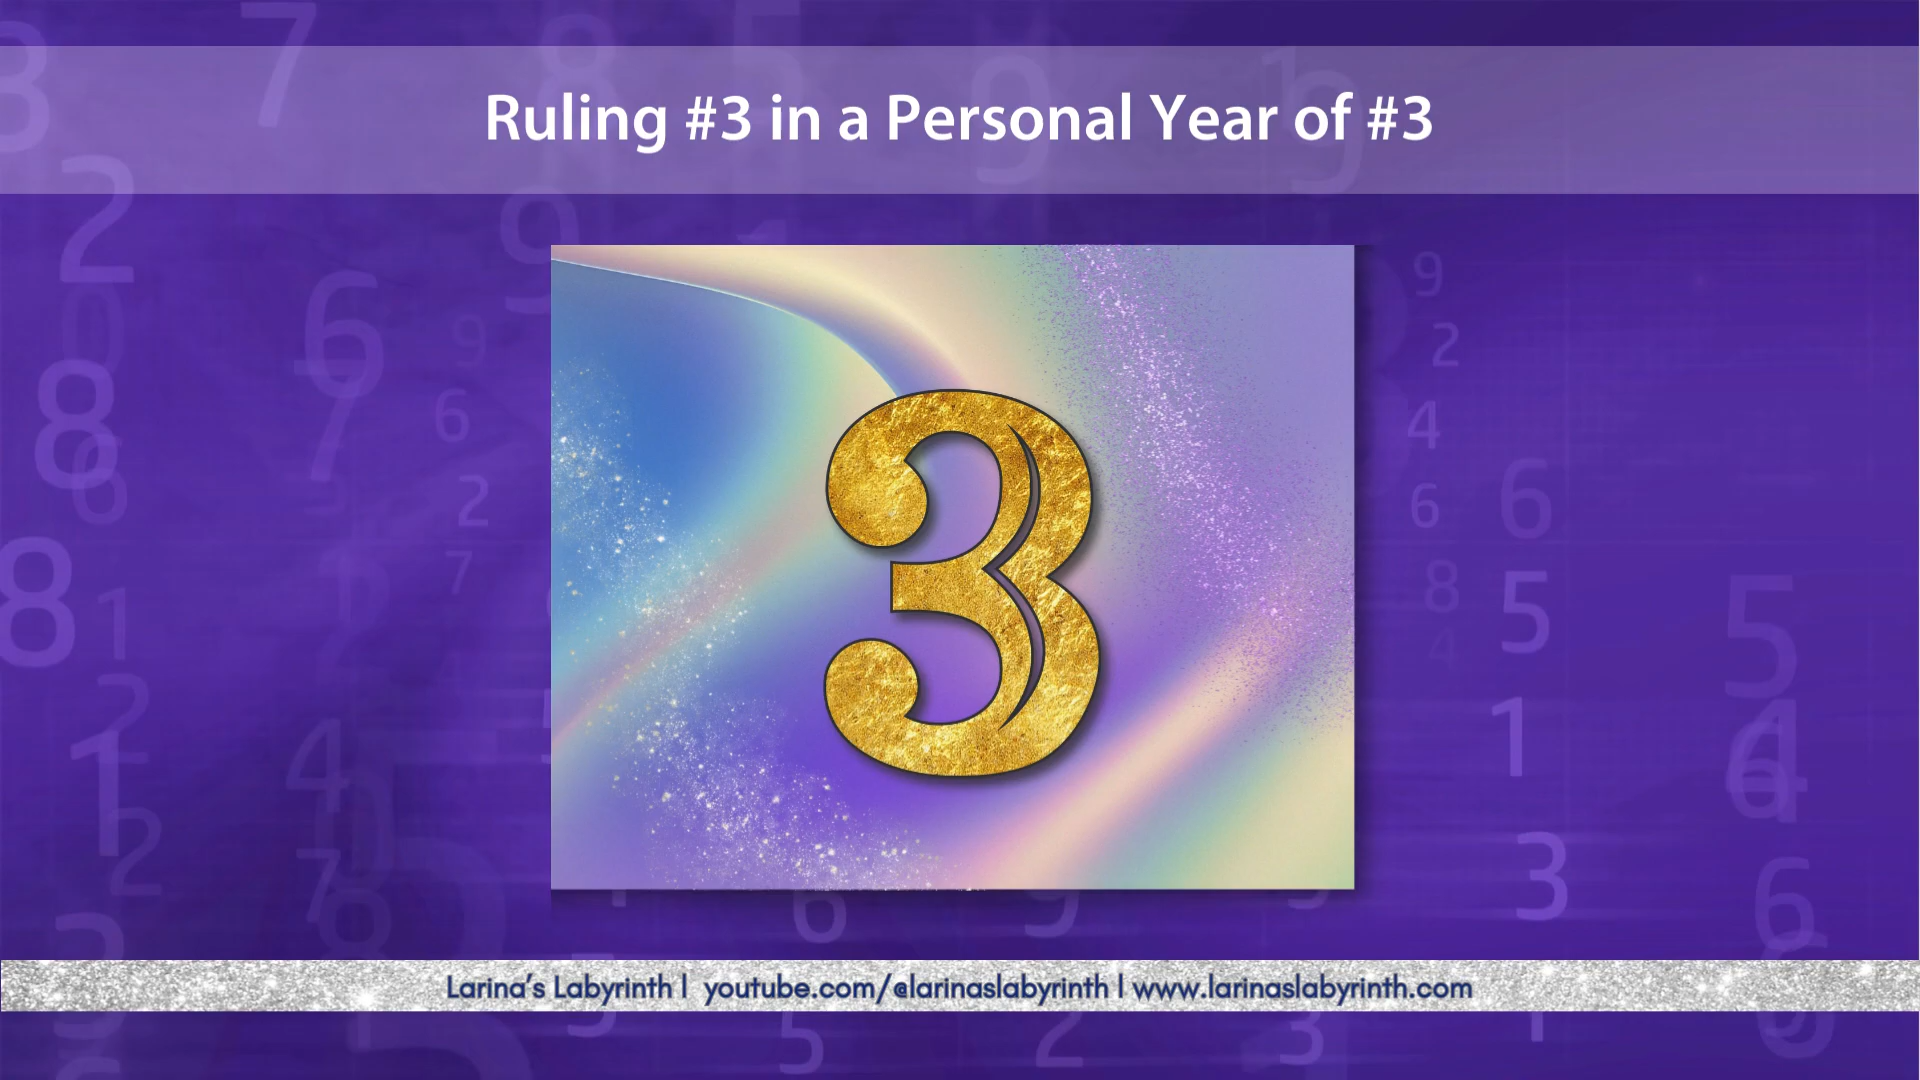 Ruling #3 in a Personal Year of #3
3
Larina's Labyrinth | youtube.com/@larinaslabyrinth | www.larinaslabyrinth.com